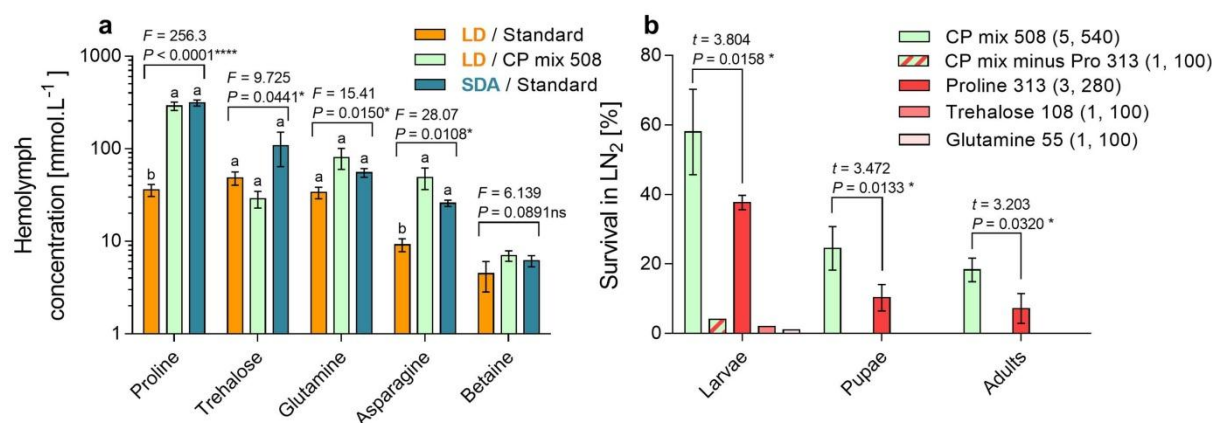 a
LD / Standard
LD / CP mix 508
SDA / Standard
Hemolymph
concentration [mmol.L⁻¹]
1000
100
10
1
F = 256.3
P < 0.0001****
b
a
a
F = 9.725
P = 0.0441*
a
a
a
F = 15.41
P = 0.0150*
a
a
a
F = 28.07
P = 0.0108*
b
a
a
F = 6.139
P = 0.0891ns
Proline
Trehalose
Glutamine
Asparagine
Betaine
b
CP mix 508 (5, 540)
CP mix minus Pro 313 (1, 100)
Proline 313 (3, 280)
Trehalose 108 (1, 100)
Glutamine 55 (1, 100)
Survival in LN₂ [%]
80
60
40
20
0
t = 3.804
P = 0.0158 *
t = 3.472
P = 0.0133 *
t = 3.203
P = 0.0320 *
Larvae
Pupae
Adults